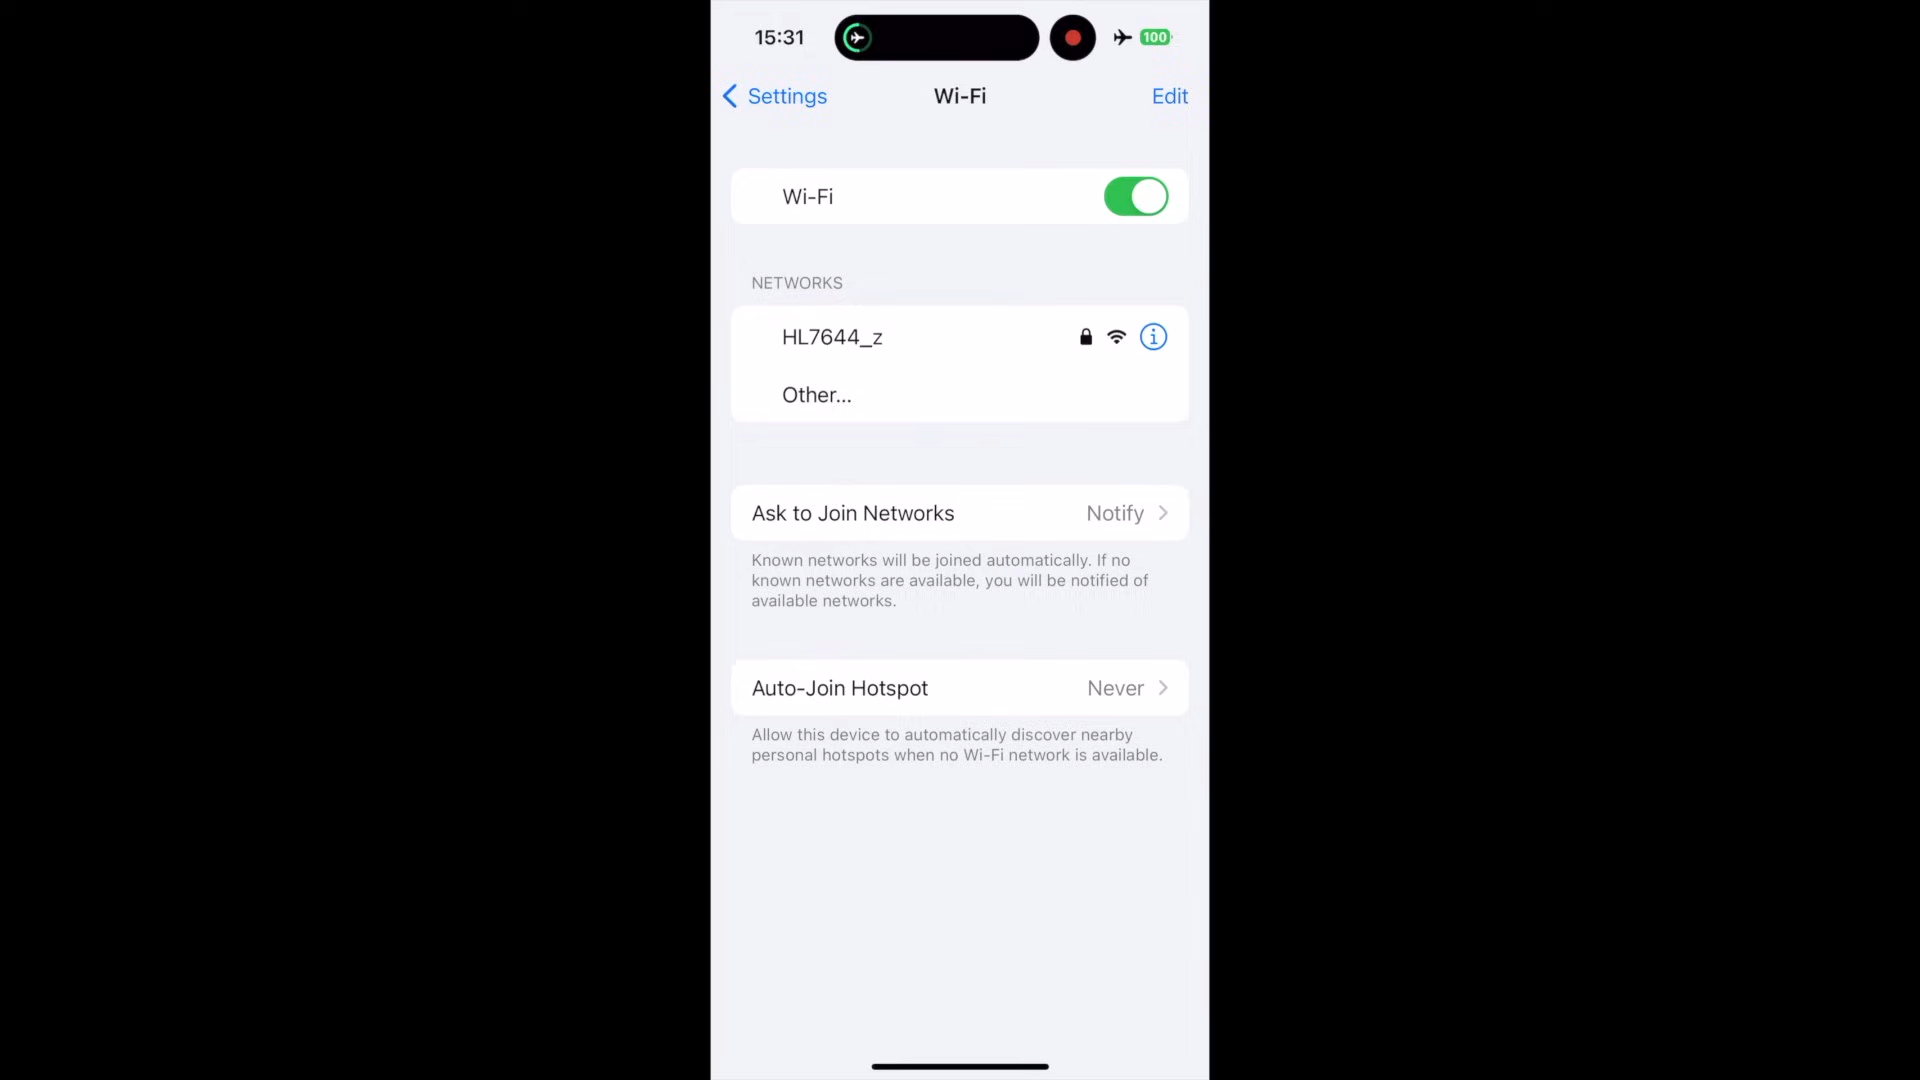 15:31
100
Settings
Wi-Fi
Edit
Wi-Fi
NETWORKS
HL7644_z
Other...
Ask to Join Networks
Notify
Known networks will be joined automatically. If no
known networks are available, you will be notified of
available networks.
Auto-Join Hotspot
Never
Allow this device to automatically discover nearby
personal hotspots when no Wi-Fi network is available.